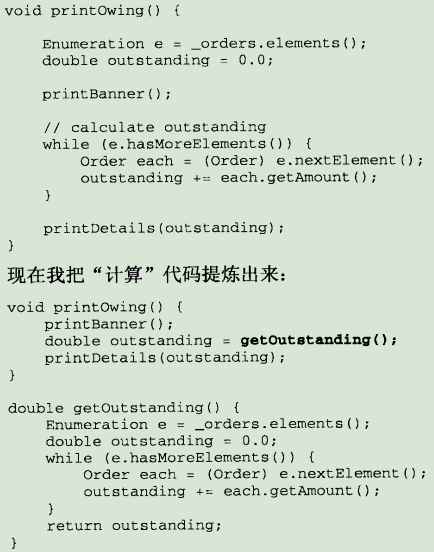 void printOwing() {
    Enumeration e = _orders.elements();
    double outstanding = 0.0;
    printBanner();
    // calculate outstanding
    while (e.hasMoreElements()) {
        Order each = (Order) e.nextElement();
        outstanding += each.getAmount();
    }
    printDetails(outstanding);
}
现在我把“计算”代码提炼出来：
void printOwing() {
    printBanner();
    double outstanding = getOutstanding();
    printDetails(outstanding);
}
double getOutstanding() {
    Enumeration e = _orders.elements();
    double outstanding = 0.0;
    while (e.hasMoreElements()) {
        Order each = (Order) e.nextElement();
        outstanding += each.getAmount();
    }
    return outstanding;
}